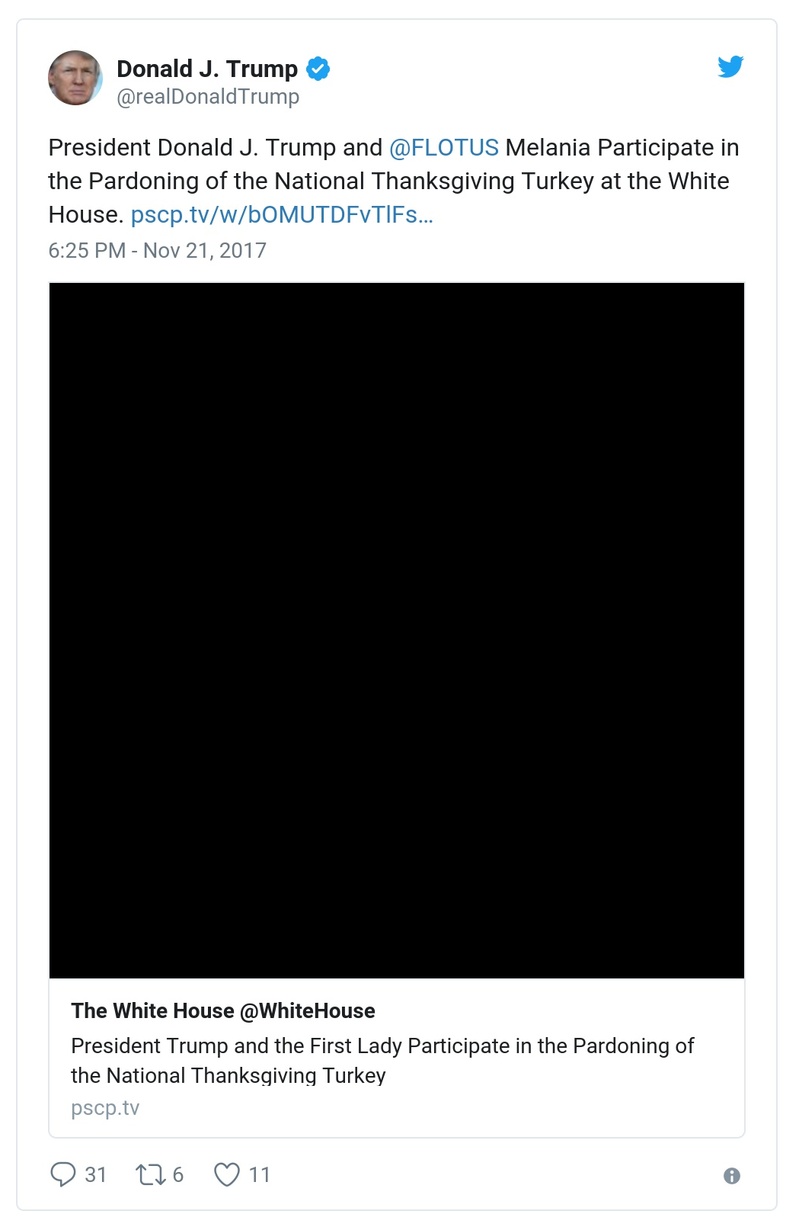 Donald J. Trump
@realDonaldTrump
President Donald J. Trump and @FLOTUS Melania Participate in
the Pardoning of the National Thanksgiving Turkey at the White
House. pscp.tv/w/bOMUTDFvTlFs…
6:25 PM - Nov 21, 2017
The White House @WhiteHouse
President Trump and the First Lady Participate in the Pardoning of
the National Thanksgiving Turkey
pscp.tv
31 6 11